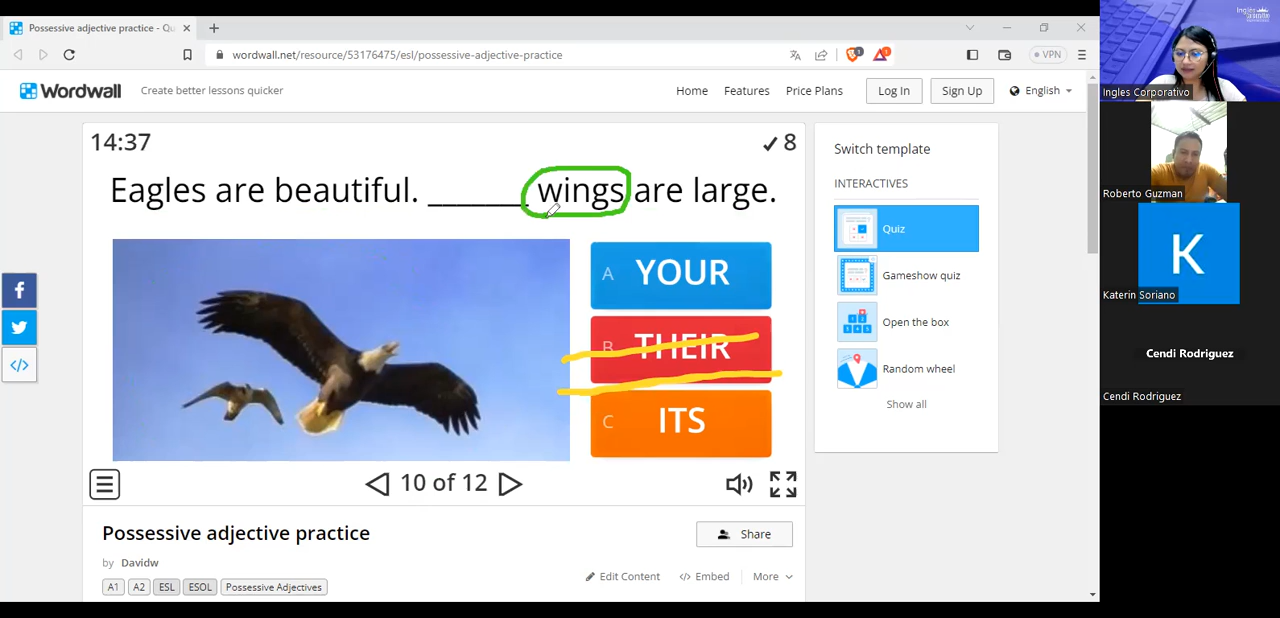 Possessive adjective practice - Qu
wordwall.net/resource/53176475/esl/possessive-adjective-practice
1
1
VPN
Wordwall
Create better lessons quicker
Home
Features
Price Plans
Log In
Sign Up
English
14:37
8
Eagles are beautiful. _______ wings are large.
A YOUR
B THEIR
C ITS
10 of 12
Possessive adjective practice
Share
by Davidw
Edit Content
Embed
More
A1
A2
ESL
ESOL
Possessive Adjectives
Switch template
INTERACTIVES
Quiz
Gameshow quiz
Open the box
Random wheel
Show all
Ingles Corporativo
Roberto Guzman
K
Katerin Soriano
Cendi Rodriguez
Cendi Rodriguez